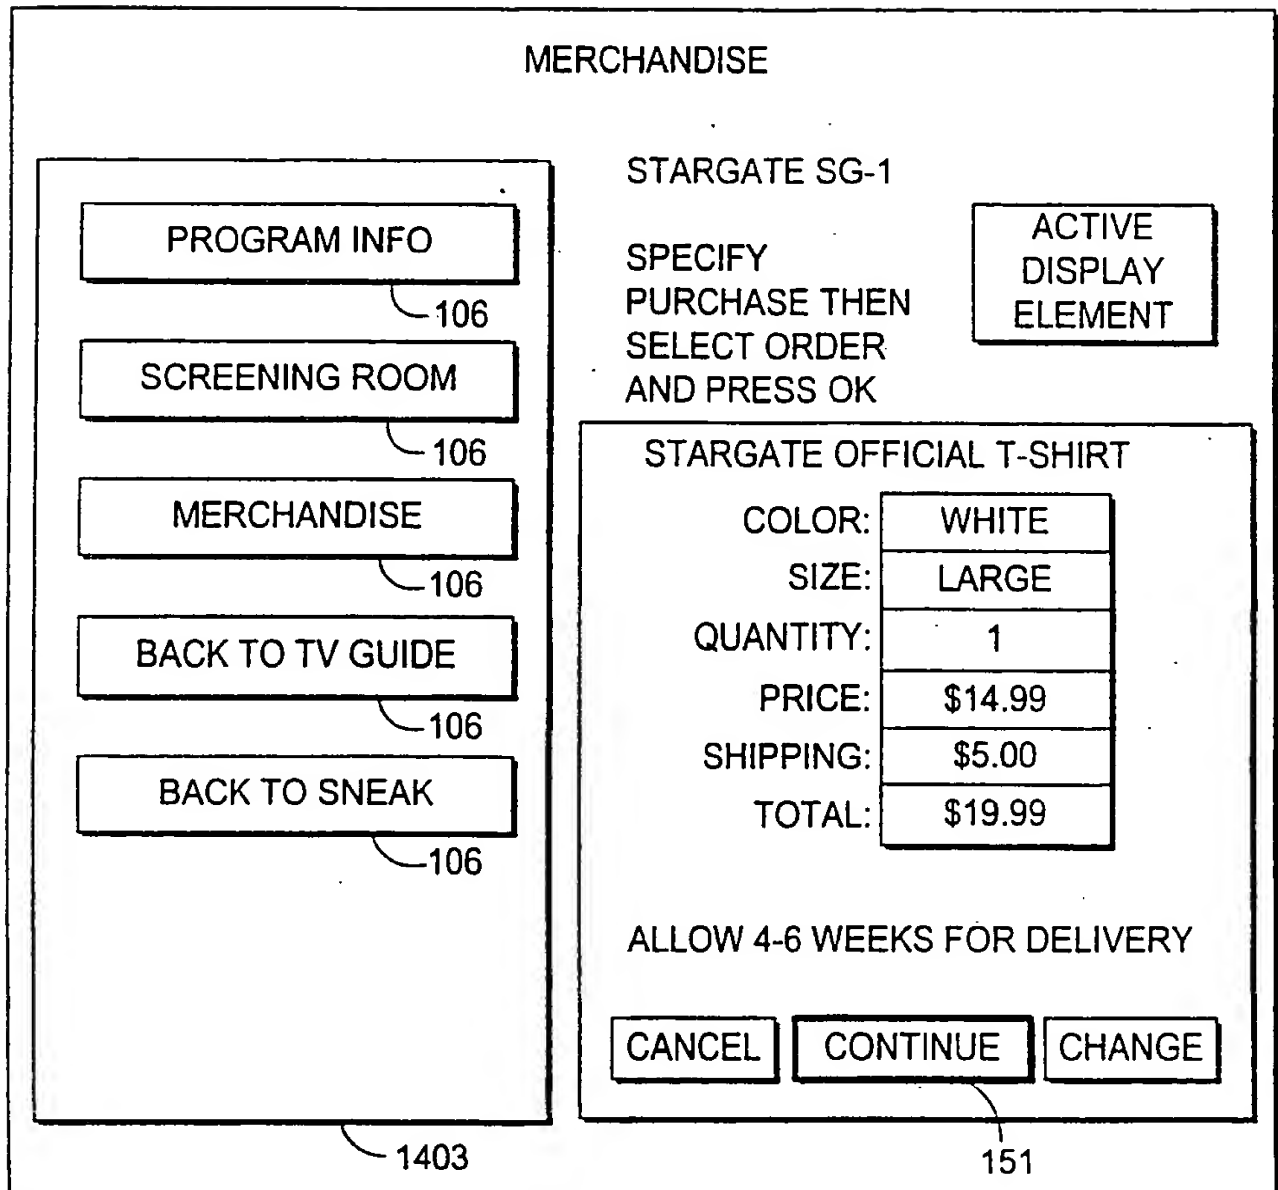 MERCHANDISE
PROGRAM INFO
106
SCREENING ROOM
106
MERCHANDISE
106
BACK TO TV GUIDE
106
BACK TO SNEAK
106
1403
STARGATE SG-1
SPECIFY
PURCHASE THEN
SELECT ORDER
AND PRESS OK
ACTIVE
DISPLAY
ELEMENT
STARGATE OFFICIAL T-SHIRT
COLOR: WHITE
SIZE: LARGE
QUANTITY: 1
PRICE: $14.99
SHIPPING: $5.00
TOTAL: $19.99
ALLOW 4-6 WEEKS FOR DELIVERY
CANCEL CONTINUE CHANGE
151